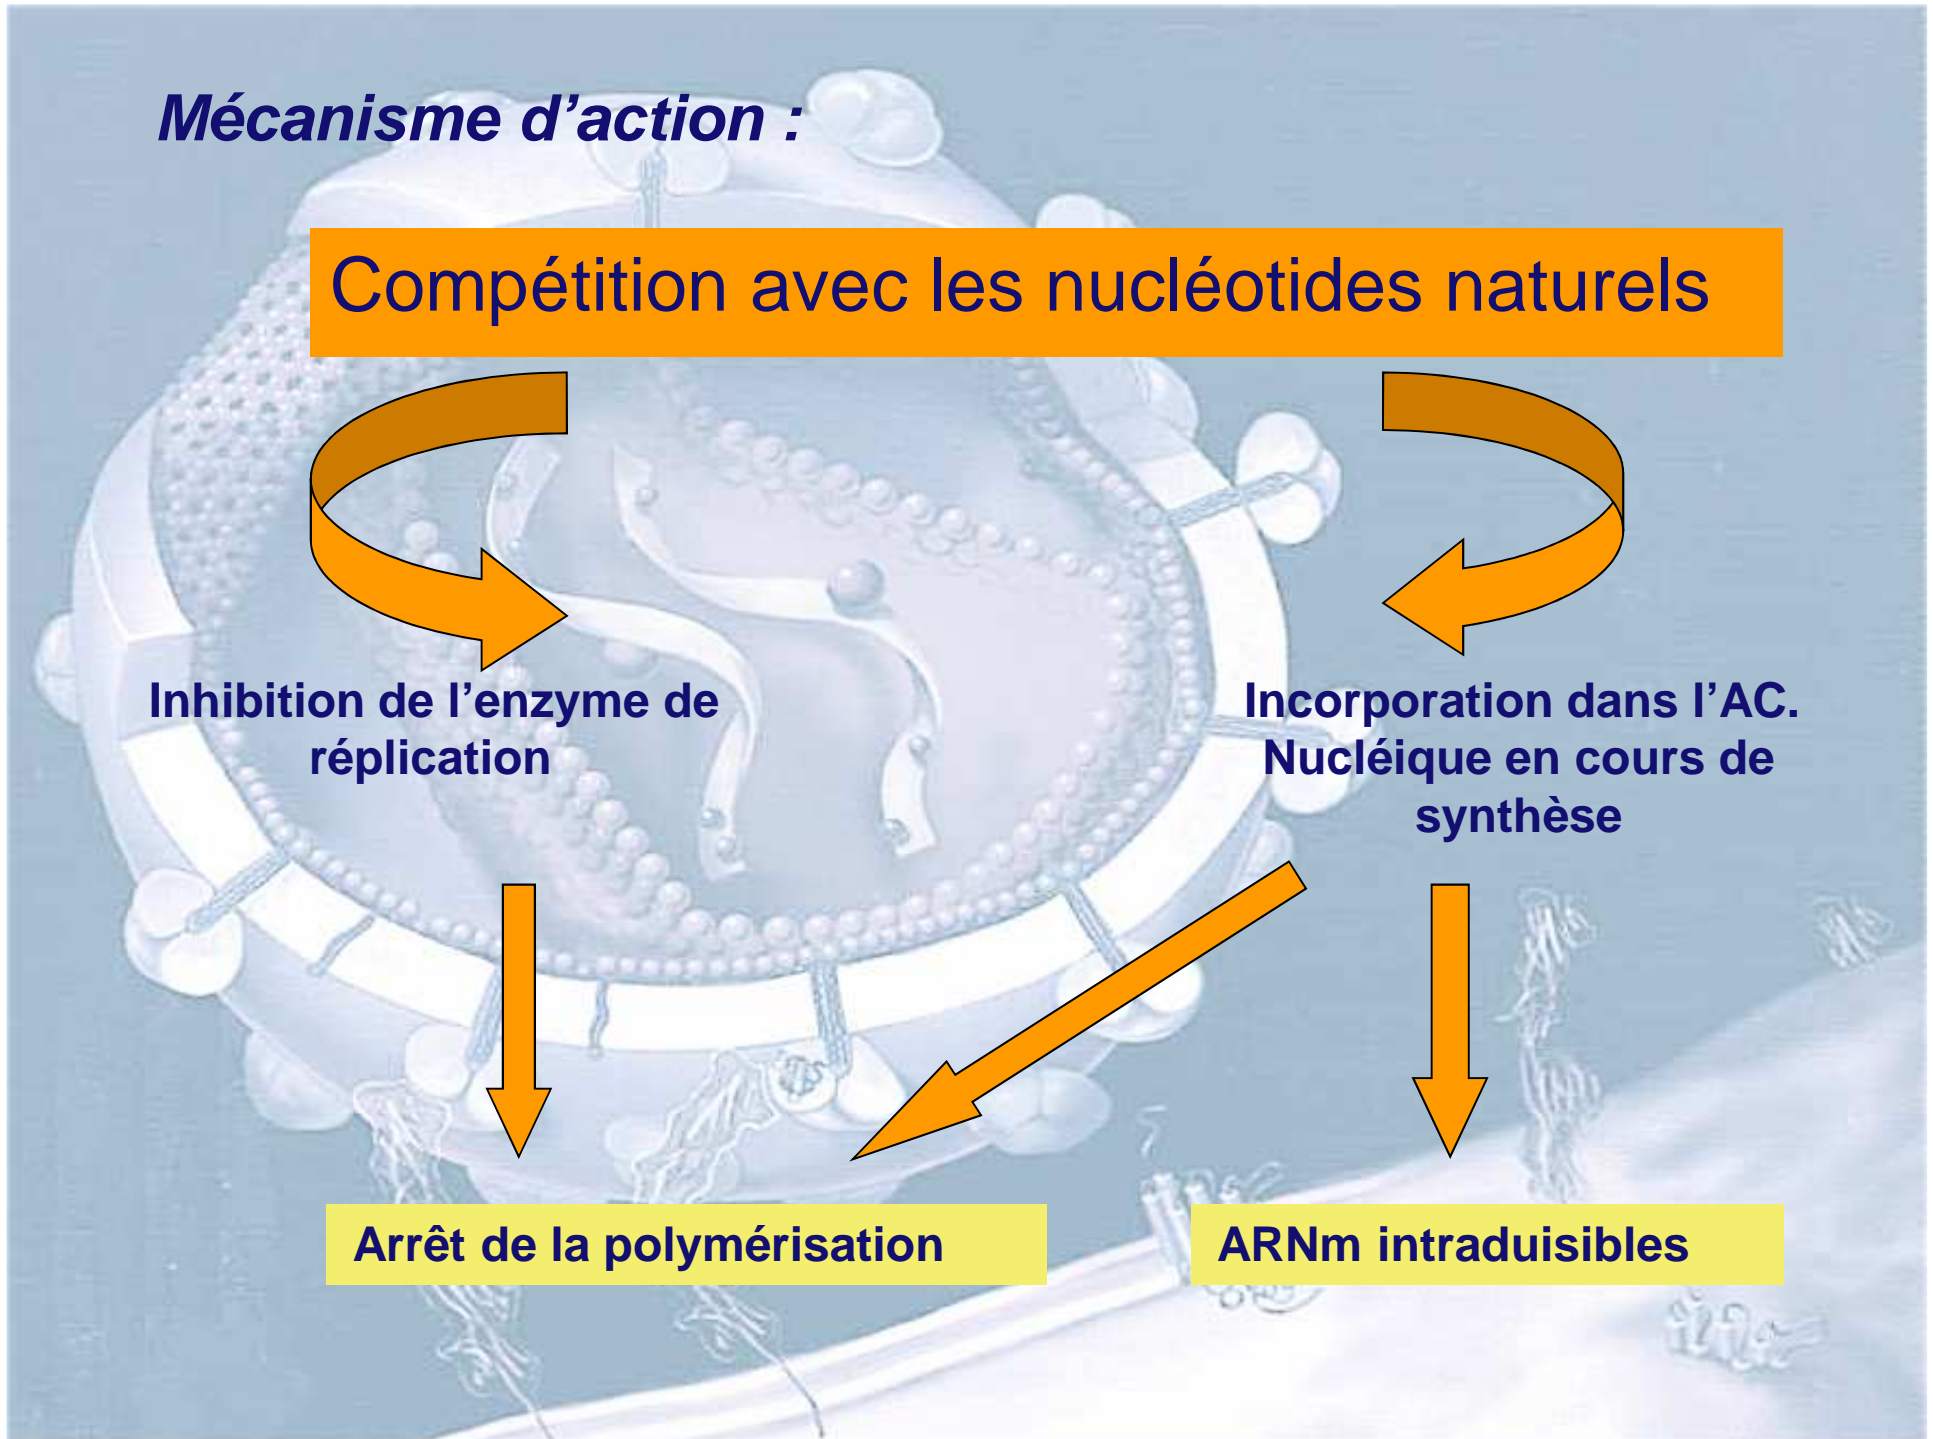 Mécanisme d’action :
Compétition avec les nucléotides naturels
Inhibition de l’enzyme de
réplication
Incorporation dans l’AC.
Nucléique en cours de
synthèse
Arrêt de la polymérisation
ARNm intraduisibles